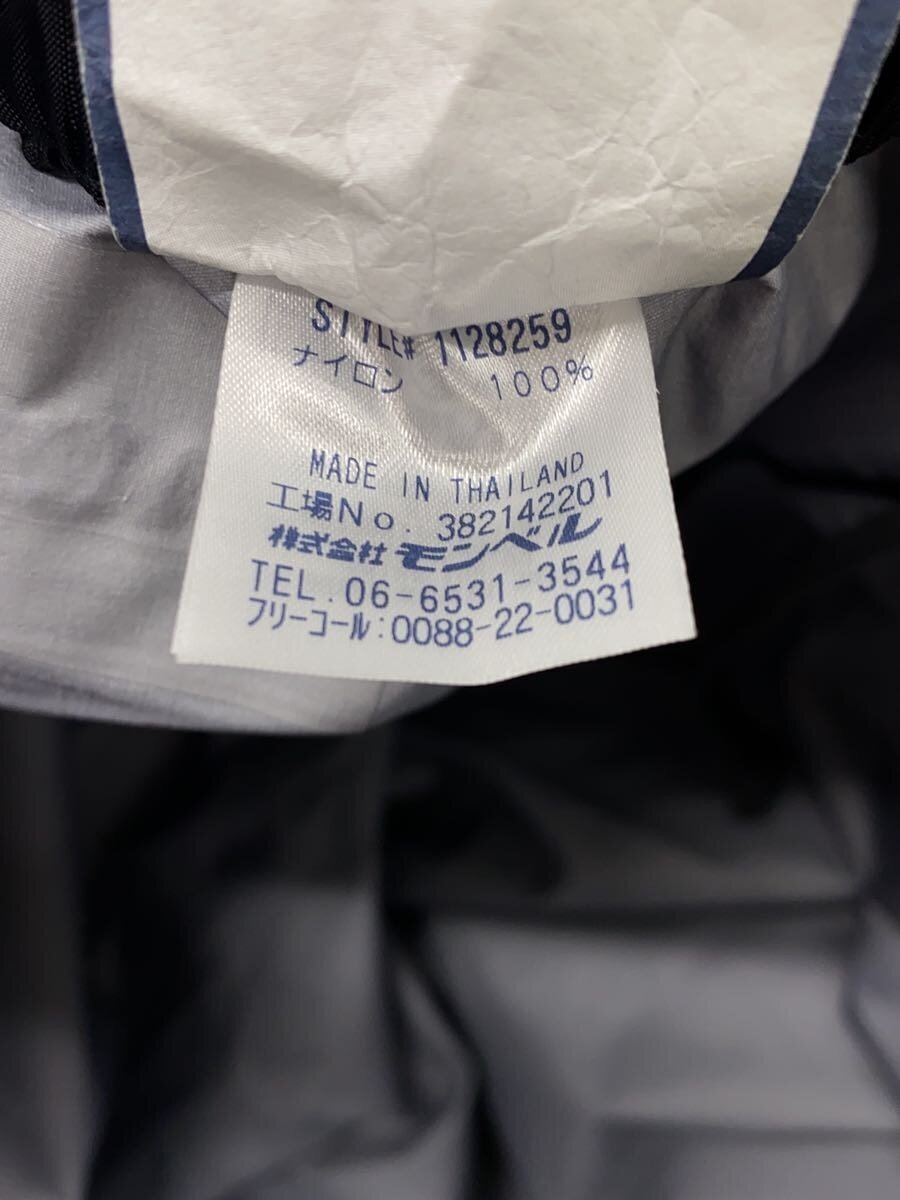 STYLE# 1128259
ナイロン 100%
MADE IN THAILAND
工場No. 382142201
株式会社 モンベル
TEL. 06-6531-3544
フリーコール:0088-22-0031